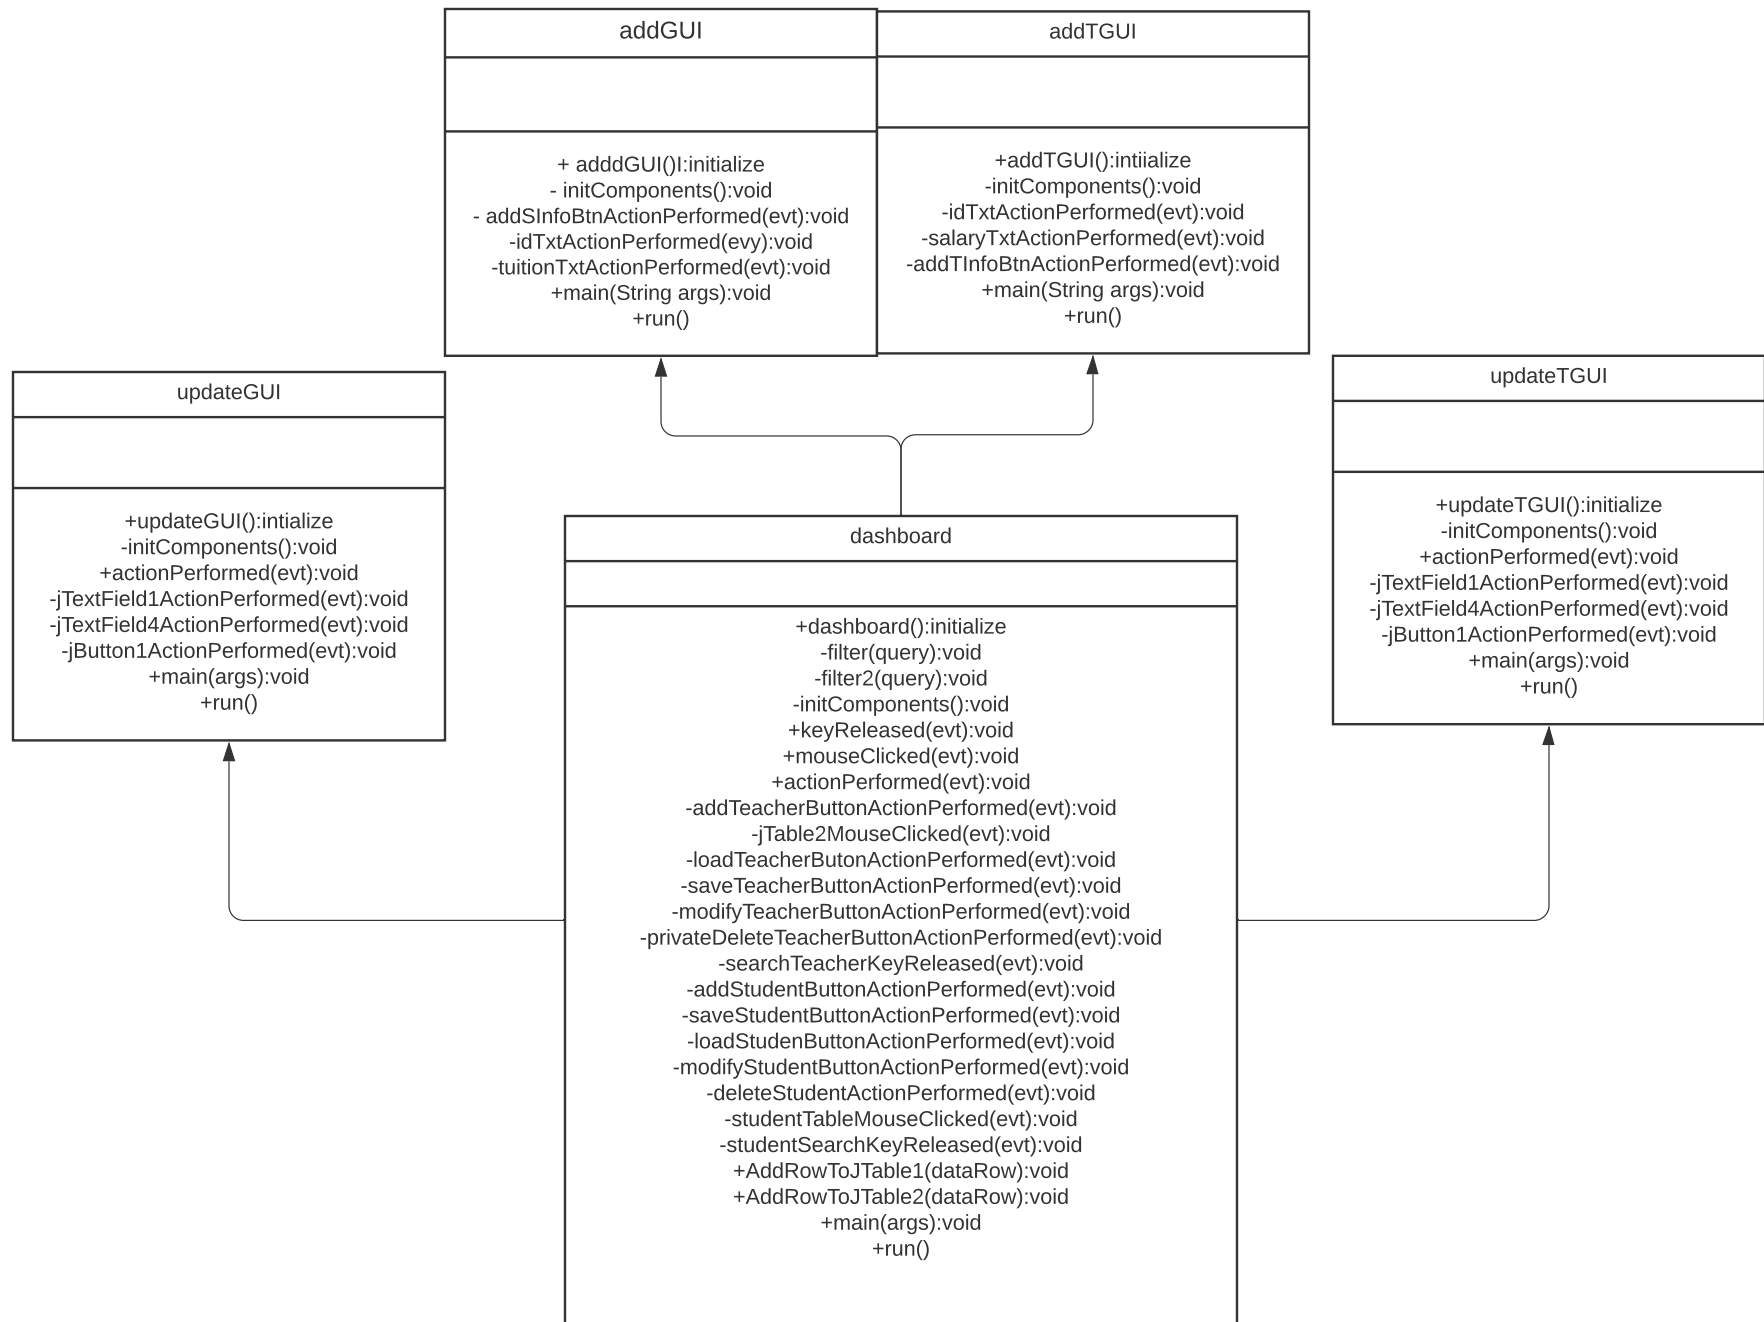 addGUI
+ adddGUI()I:initialize
- initComponents():void
- addSInfoBtnActionPerformed(evt):void
-idTxtActionPerformed(evy):void
-tuitionTxtActionPerformed(evt):void
+main(String args):void
+run()
addTGUI
+addTGUI():intiialize
-initComponents():void
-idTxtActionPerformed(evt):void
-salaryTxtActionPerformed(evt):void
-addTInfoBtnActionPerformed(evt):void
+main(String args):void
+run()
updateGUI
+updateGUI():intialize
-initComponents():void
+actionPerformed(evt):void
-jTextField1ActionPerformed(evt):void
-jTextField4ActionPerformed(evt):void
-jButton1ActionPerformed(evt):void
+main(args):void
+run()
updateTGUI
+updateTGUI():initialize
-initComponents():void
+actionPerformed(evt):void
-jTextField1ActionPerformed(evt):void
-jTextField4ActionPerformed(evt):void
-jButton1ActionPerformed(evt):void
+main(args):void
+run()
dashboard
+dashboard():initialize
-filter(query):void
-filter2(query):void
-initComponents():void
+keyReleased(evt):void
+mouseClicked(evt):void
+actionPerformed(evt):void
-addTeacherButtonActionPerformed(evt):void
-jTable2MouseClicked(evt):void
-loadTeacherButonActionPerformed(evt):void
-saveTeacherButtonActionPerformed(evt):void
-modifyTeacherButtonActionPerformed(evt):void
-privateDeleteTeacherButtonActionPerformed(evt):void
-searchTeacherKeyReleased(evt):void
-addStudentButtonActionPerformed(evt):void
-saveStudentButtonActionPerformed(evt):void
-loadStudenButtonActionPerformed(evt):void
-modifyStudentButtonActionPerformed(evt):void
-deleteStudentActionPerformed(evt):void
-studentTableMouseClicked(evt):void
-studentSearchKeyReleased(evt):void
+AddRowToJTable1(dataRow):void
+AddRowToJTable2(dataRow):void
+main(args):void
+run()